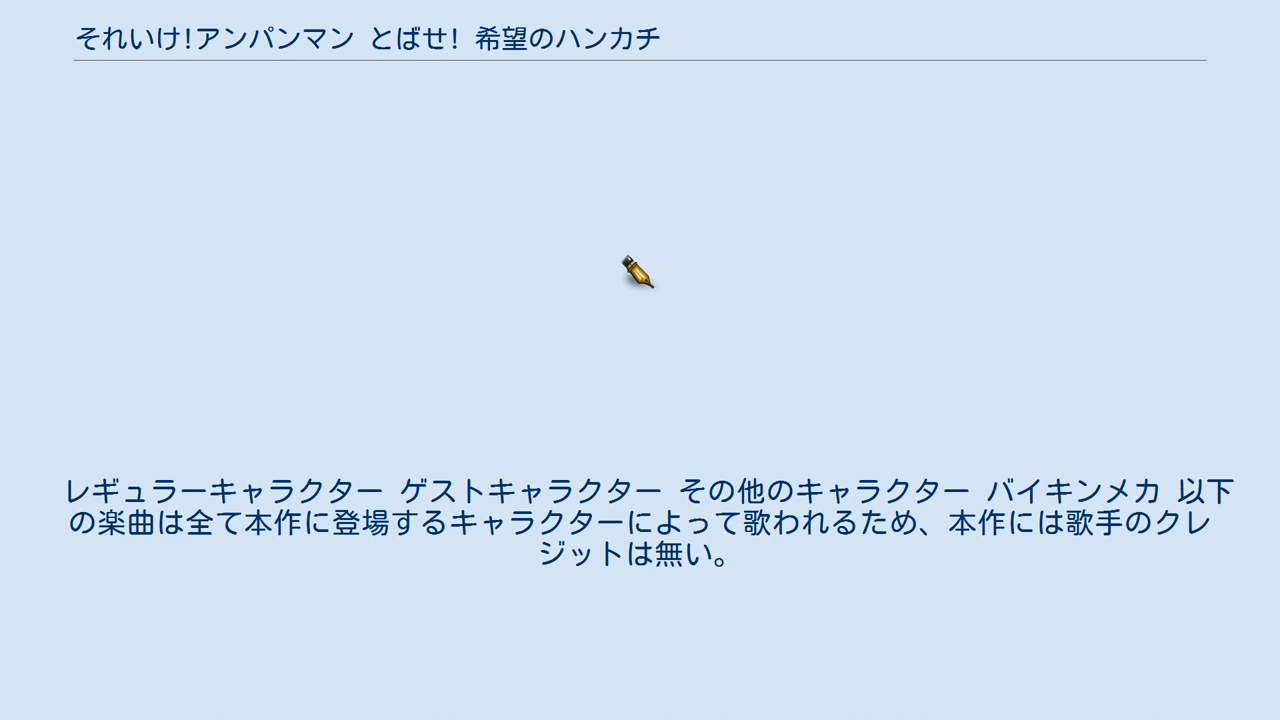 それいけ!アンパンマン とばせ! 希望のハンカチ
レギュラーキャラクター ゲストキャラクター その他のキャラクター バイキンメカ 以下
の楽曲は全て本作に登場するキャラクターによって歌われるため、本作には歌手のクレ
ジットは無い。